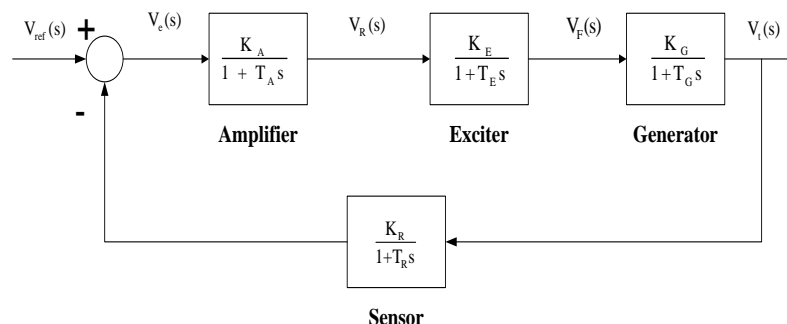 V_ref(s)
+
V_e(s)
K_A
1 + T_A s
V_R(s)
K_E
1+T_E s
V_F(s)
K_G
1+T_G s
V_t(s)
-
Amplifier
Exciter
Generator
K_R
1+T_R s
Sensor